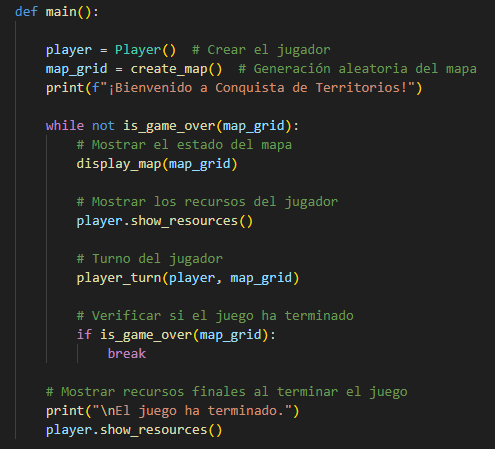 def main():
    player = Player()  # Crear el jugador
    map_grid = create_map()  # Generación aleatoria del mapa
    print(f"¡Bienvenido a Conquista de Territorios!")
    while not is_game_over(map_grid):
        # Mostrar el estado del mapa
        display_map(map_grid)
        # Mostrar los recursos del jugador
        player.show_resources()
        # Turno del jugador
        player_turn(player, map_grid)
        # Verificar si el juego ha terminado
        if is_game_over(map_grid):
            break
    # Mostrar recursos finales al terminar el juego
    print("\nEl juego ha terminado.")
    player.show_resources()